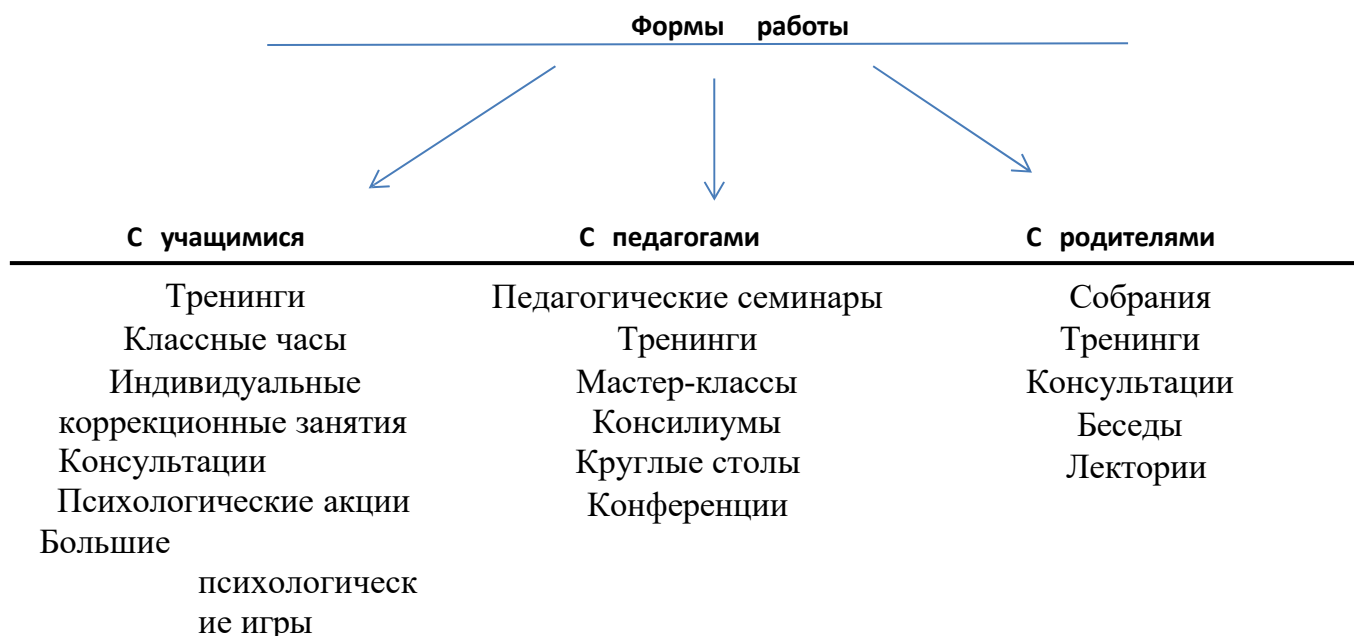 Формы работы
С учащимися
С педагогами
С родителями
Тренинги
Классные часы
Индивидуальные
коррекционные занятия
Консультации
Психологические акции
Большие
психологическ
ие игры
Педагогические семинары
Тренинги
Мастер-классы
Консилиумы
Круглые столы
Конференции
Собрания
Тренинги
Консультации
Беседы
Лектории